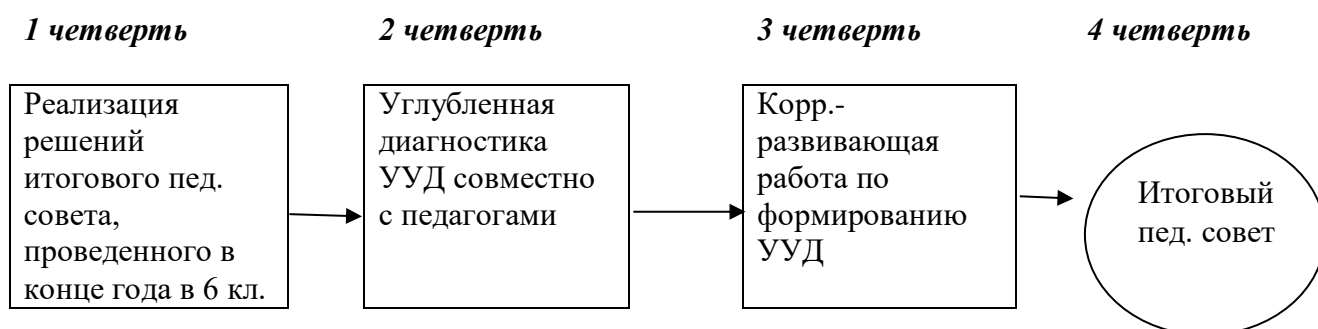 1 четверть
2 четверть
3 четверть
4 четверть
Реализация
решений
итогового пед.
совета,
проведенного в
конце года в 6 кл.
Углубленная
диагностика
УУД совместно
с педагогами
Корр.-
развивающая
работа по
формированию
УУД
Итоговый
пед. совет